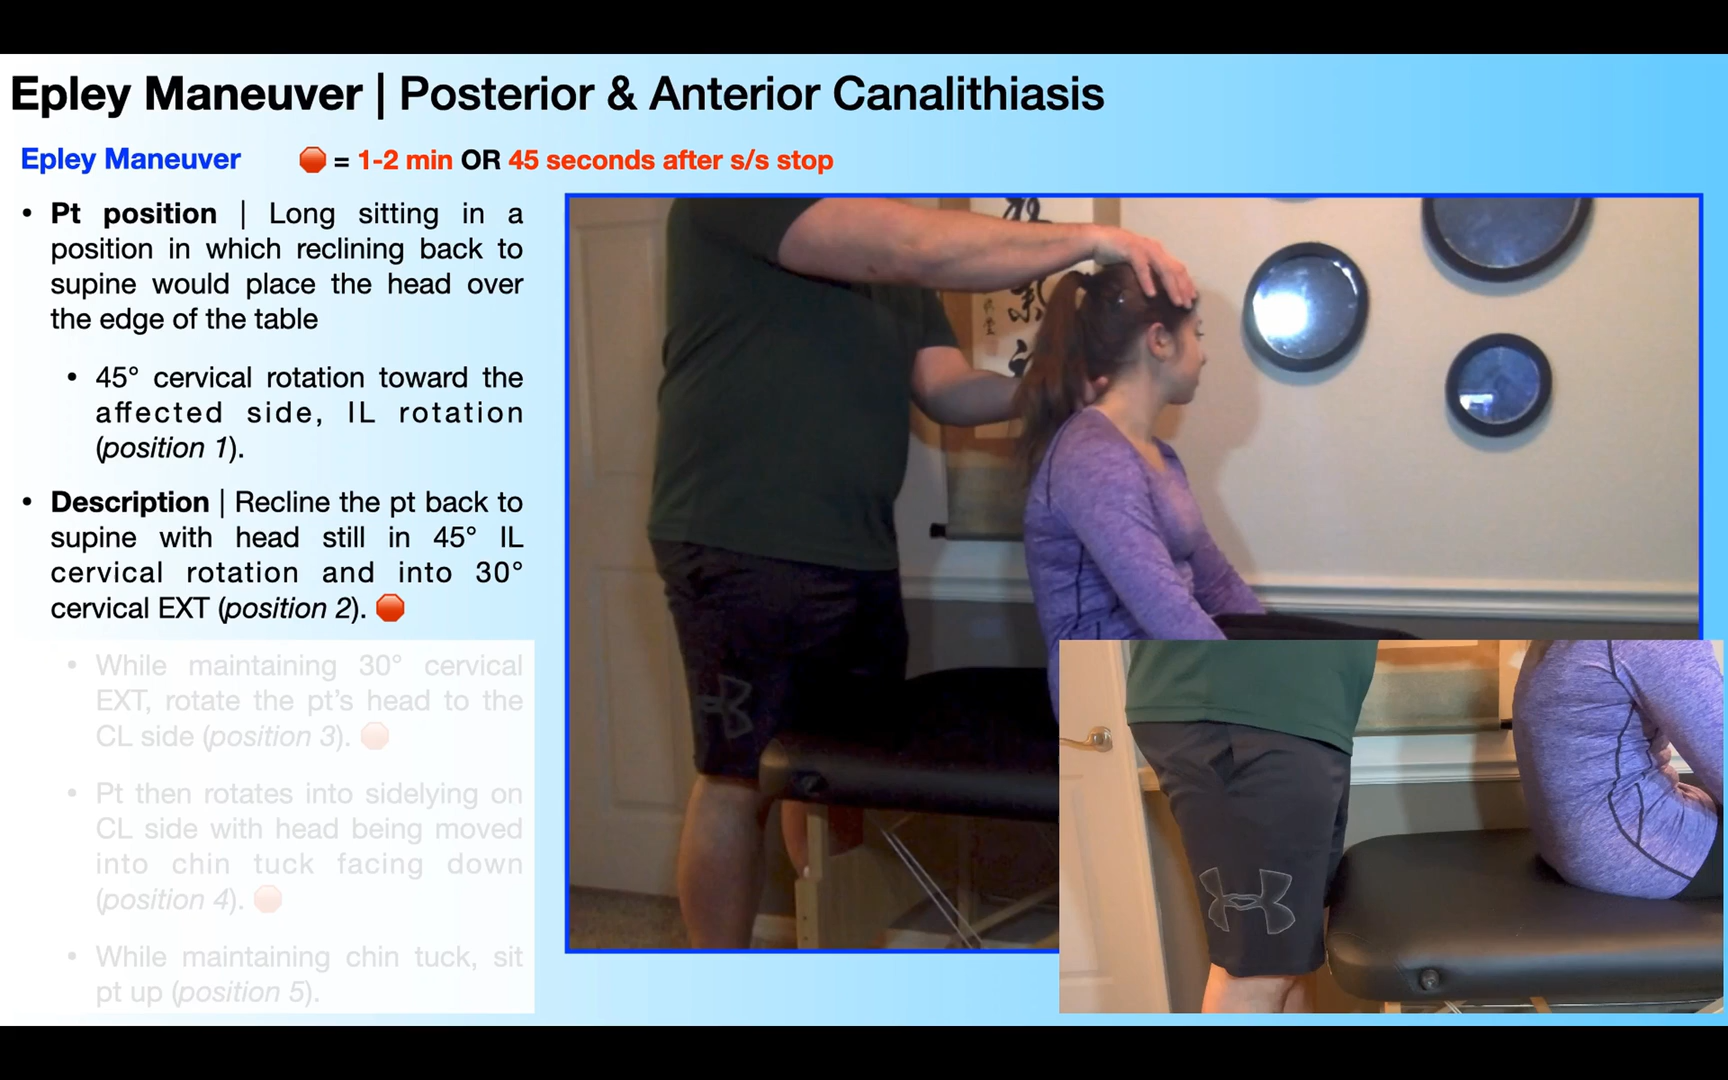 Epley Maneuver | Posterior & Anterior Canalithiasis
Epley Maneuver = 1-2 min OR 45 seconds after s/s stop
• Pt position | Long sitting in a
position in which reclining back to
supine would place the head over
the edge of the table
• 45° cervical rotation toward the
affected side, IL rotation
(position 1).
• Description | Recline the pt back to
supine with head still in 45° IL
cervical rotation and into 30°
cervical EXT (position 2).
• While maintaining 30° cervical
EXT, rotate the pt's head to the
CL side (position 3).
• Pt then rotates into sidelying on
CL side with head being moved
into chin tuck facing down
(position 4).
• While maintaining chin tuck, sit
pt up (position 5).